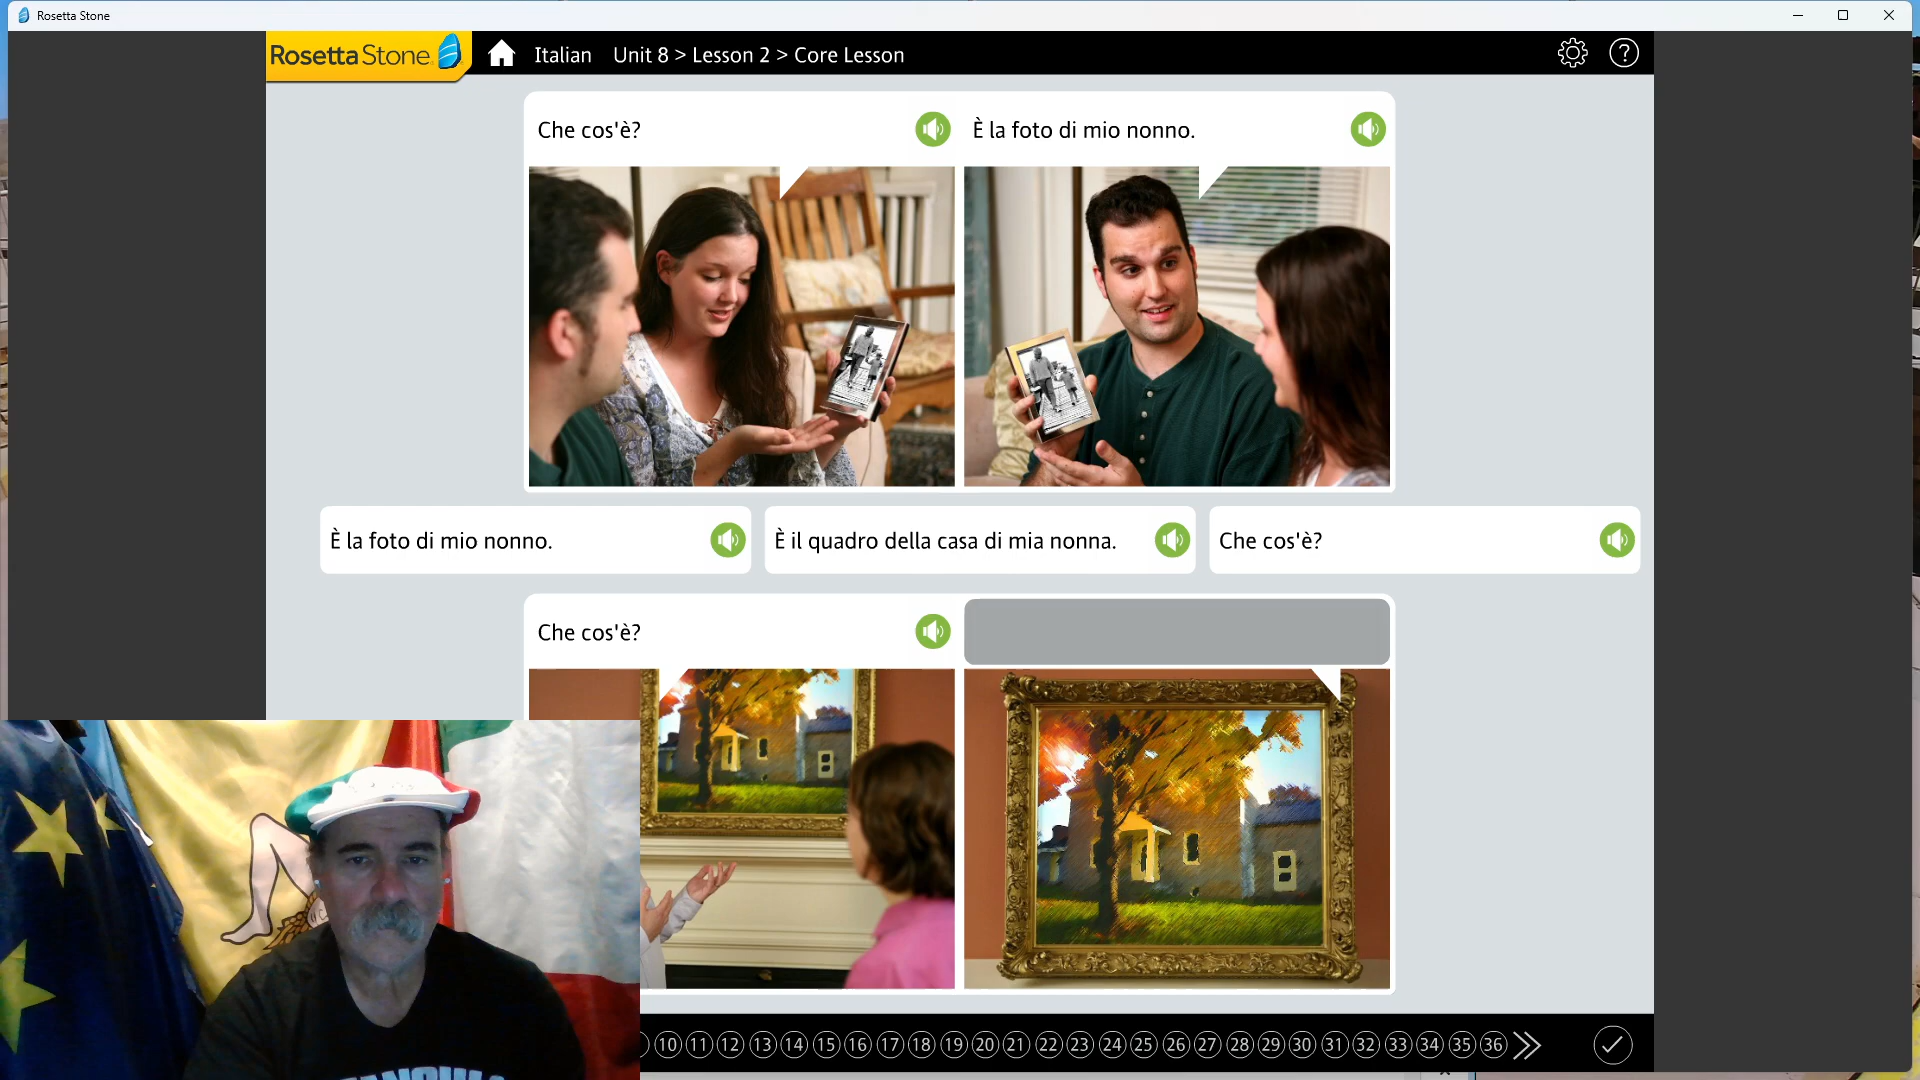 Rosetta Stone
RosettaStone Italian Unit 8 > Lesson 2 > Core Lesson
Che cos'è?
È la foto di mio nonno.
È la foto di mio nonno.
È il quadro della casa di mia nonna.
Che cos'è?
Che cos'è?
10 11 12 13 14 15 16 17 18 19 20 21 22 23 24 25 26 27 28 29 30 31 32 33 34 35 36